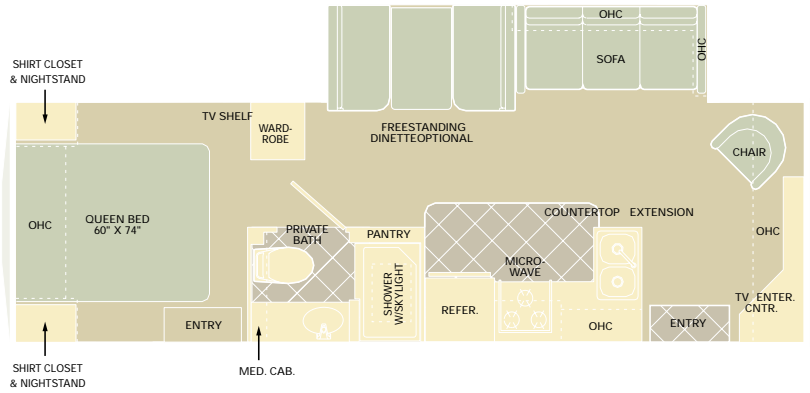 OHC
OHC
SOFA
SHIRT CLOSET
& NIGHTSTAND
TV SHELF
WARD-
ROBE
FREESTANDING
DINETTEOPTIONAL
CHAIR
QUEEN BED
60" X 74"
OHC
COUNTERTOP EXTENSION
PRIVATE
BATH
PANTRY
OHC
MICRO-
WAVE
SHOWER
W/SKYLIGHT
TV ENTER.
CNTR.
REFER.
ENTRY
ENTRY
OHC
SHIRT CLOSET
& NIGHTSTAND
MED. CAB.